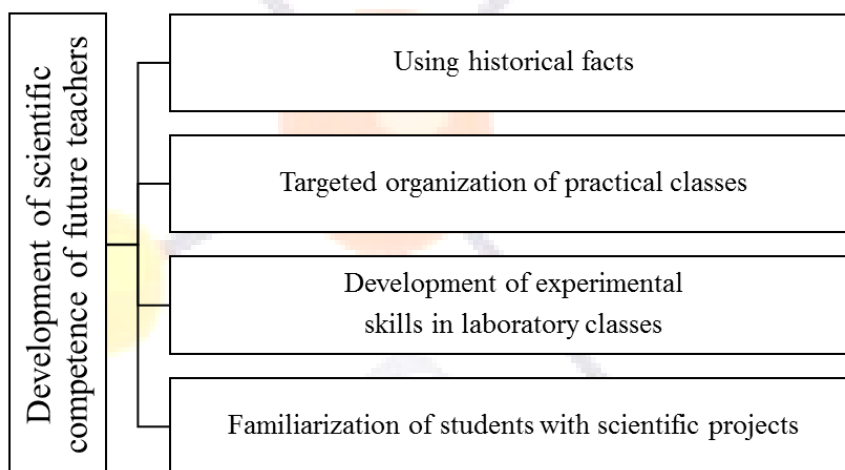 Development of scientific
competence of future teachers
Using historical facts
Targeted organization of practical classes
Development of experimental
skills in laboratory classes
Familiarization of students with scientific projects